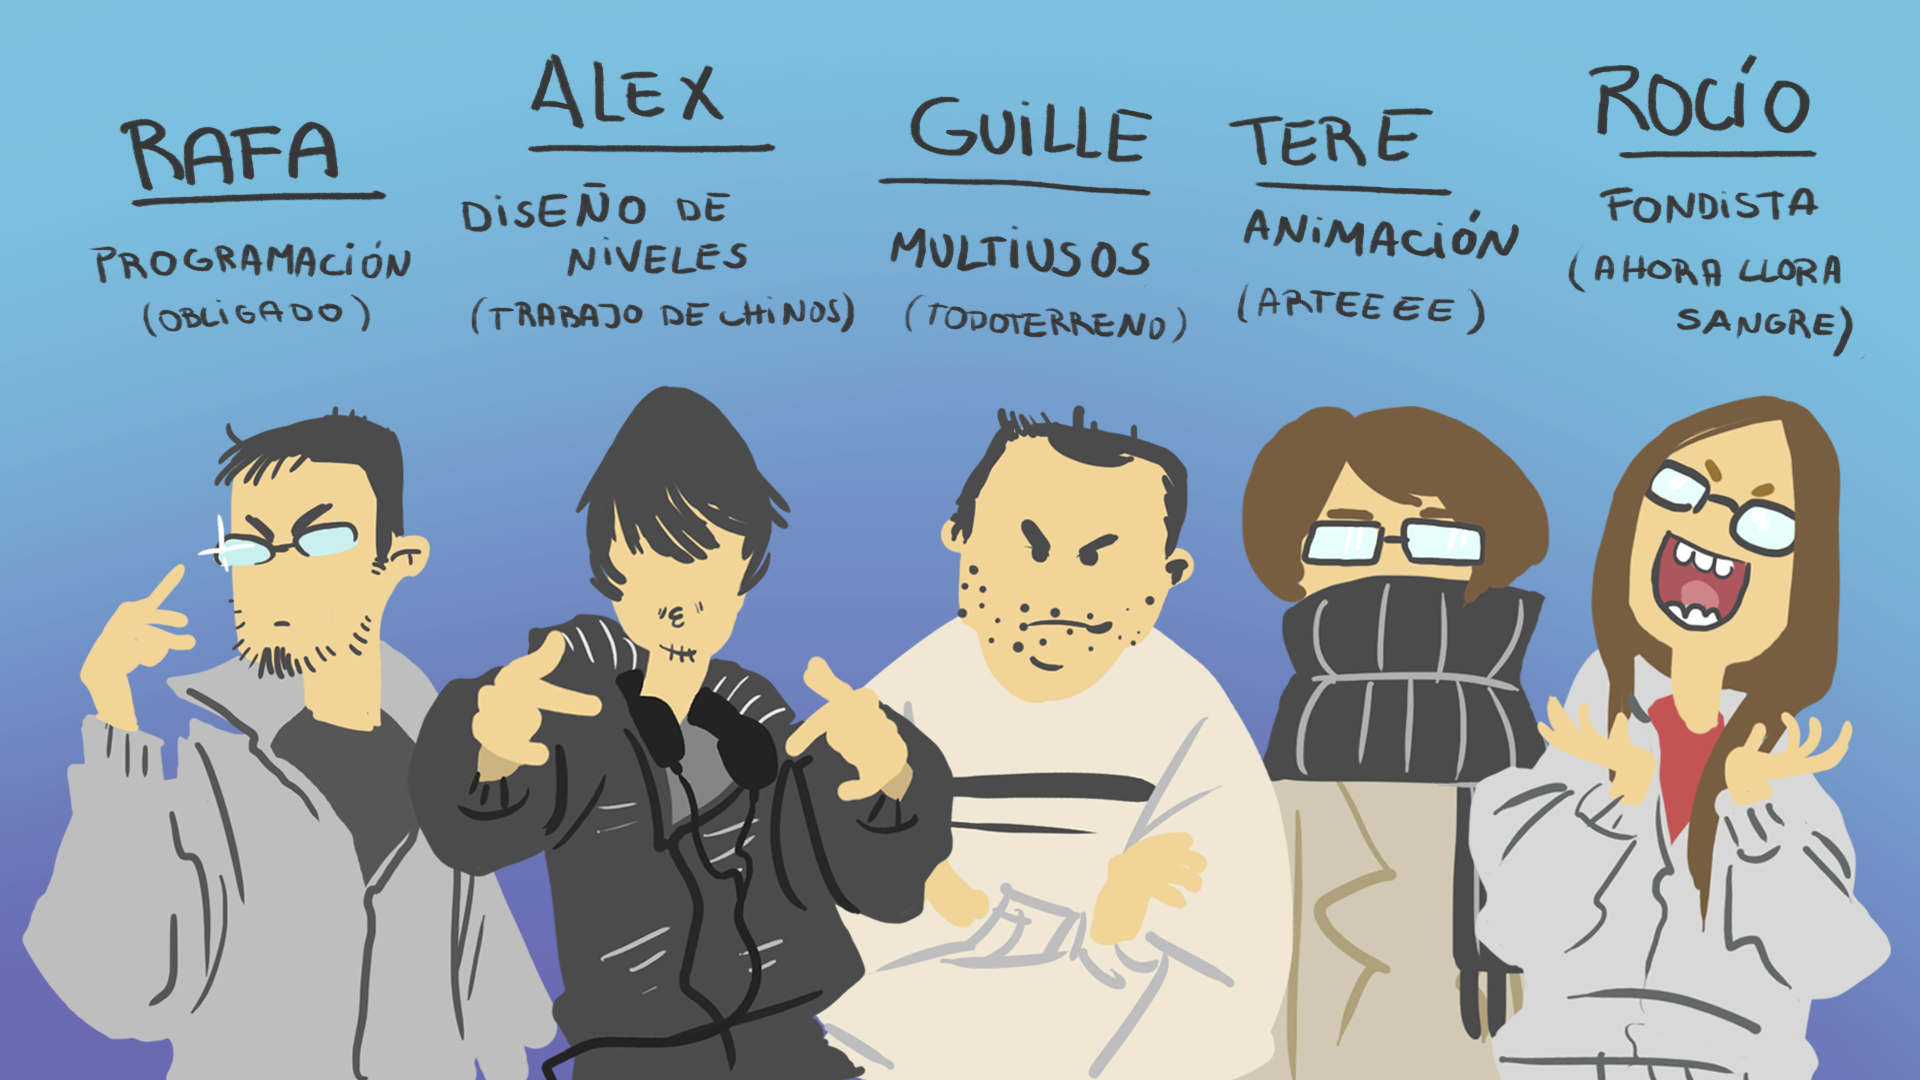 RAFA
PROGRAMACIÓN
(OBLIGADO)
ALEX
DISEÑO DE
NIVELES
(TRABAJO DE CHINOS)
GUILLE
MULTIUSOS
(TODOTERRENO)
TERE
ANIMACIÓN
(ARTEEEE)
ROCÍO
FONDISTA
(AHORA LLORA
SANGRE)